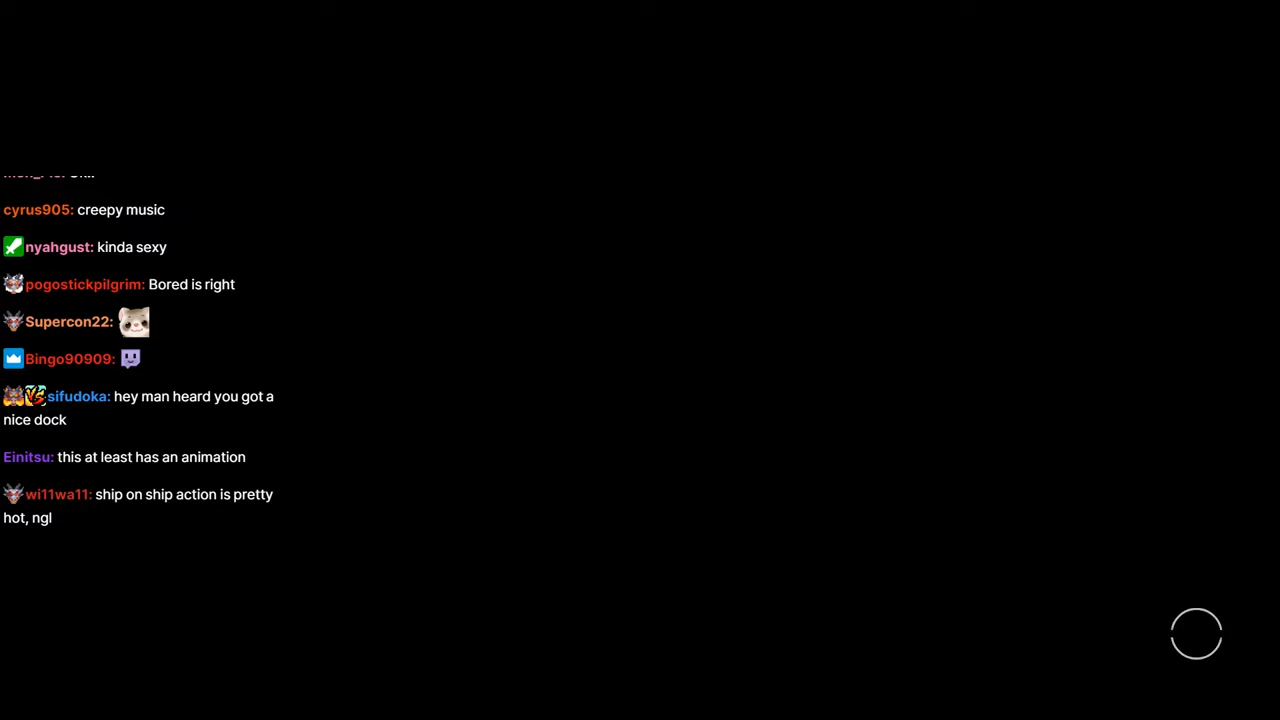 cyrus905: creepy music
nyahgust: kinda sexy
pogostickpilgrim: Bored is right
Supercon22:
Bingo90909:
sifudoka: hey man heard you got a
nice dock
Einitsu: this at least has an animation
wi11wa11: ship on ship action is pretty
hot, ngl